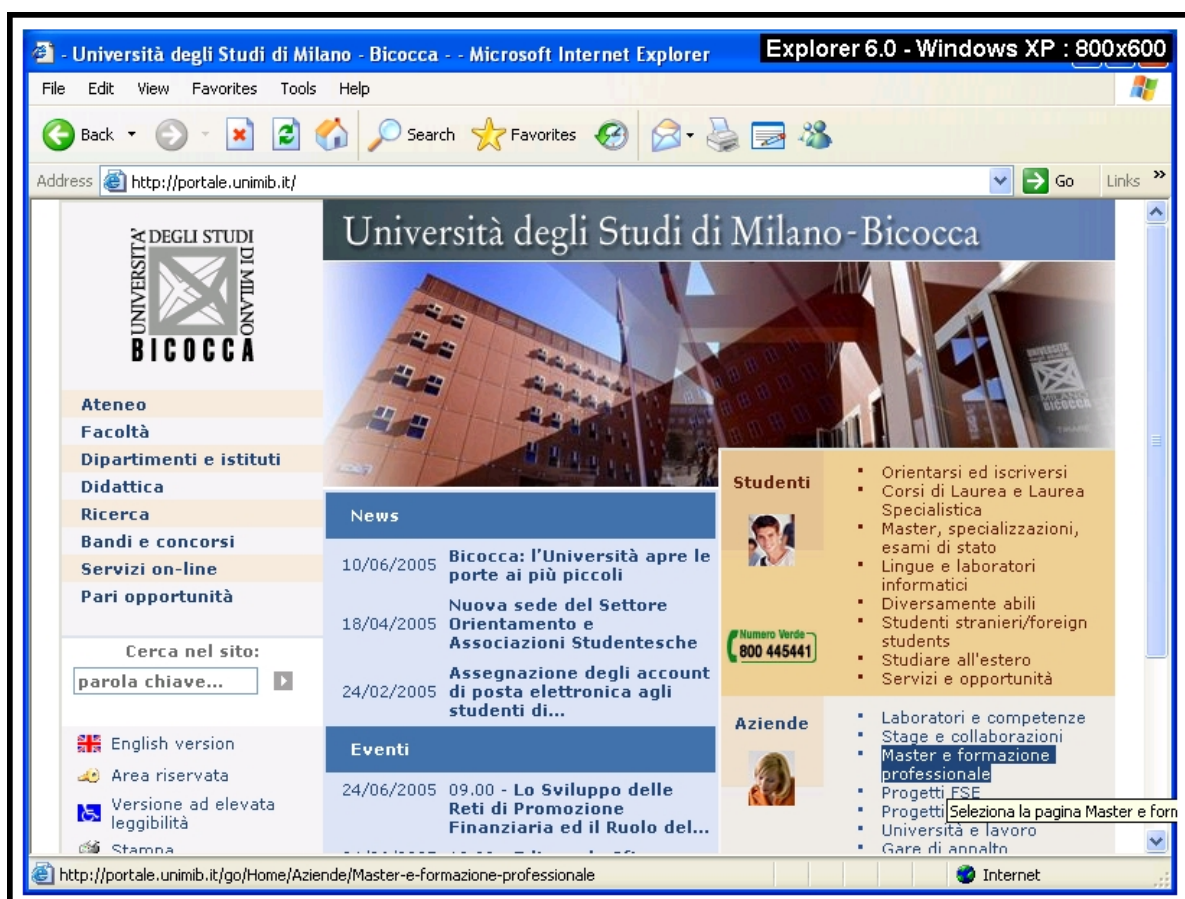 - Università degli Studi di Milano - Bicocca - - Microsoft Internet Explorer
Explorer 6.0 - Windows XP : 800x600
File Edit View Favorites Tools Help
Back Search Favorites
Address http://portale.unimib.it/ Go Links »
UNIVERSITÀ DEGLI STUDI DI MILANO
BICOCCA
Università degli Studi di Milano-Bicocca
Ateneo
Facoltà
Dipartimenti e istituti
Didattica
Ricerca
Bandi e concorsi
Servizi on-line
Pari opportunità
Cerca nel sito:
parola chiave...
English version
Area riservata
Versione ad elevata
leggibilità
Stampa
BICOCCA
News
10/06/2005 Bicocca: l'Università apre le
porte ai più piccoli
18/04/2005 Nuova sede del Settore
Orientamento e
Associazioni Studentesche
24/02/2005 Assegnazione degli account
di posta elettronica agli
studenti di...
Eventi
24/06/2005 09.00 - Lo Sviluppo delle
Reti di Promozione
Finanziaria ed il Ruolo del...
Studenti
Numero Verde
800 445441
Orientarsi ed iscriversi
Corsi di Laurea e Laurea
Specialistica
Master, specializzazioni,
esami di stato
Lingue e laboratori
informatici
Diversamente abili
Studenti stranieri/foreign
students
Studiare all'estero
Servizi e opportunità
Aziende
Laboratori e competenze
Stage e collaborazioni
Master e formazione
professionale
Progetti FSE
Progetti
Seleziona la pagina Master e form
Università e lavoro
Gare di appalto
http://portale.unimib.it/go/Home/Aziende/Master-e-formazione-professionale
Internet